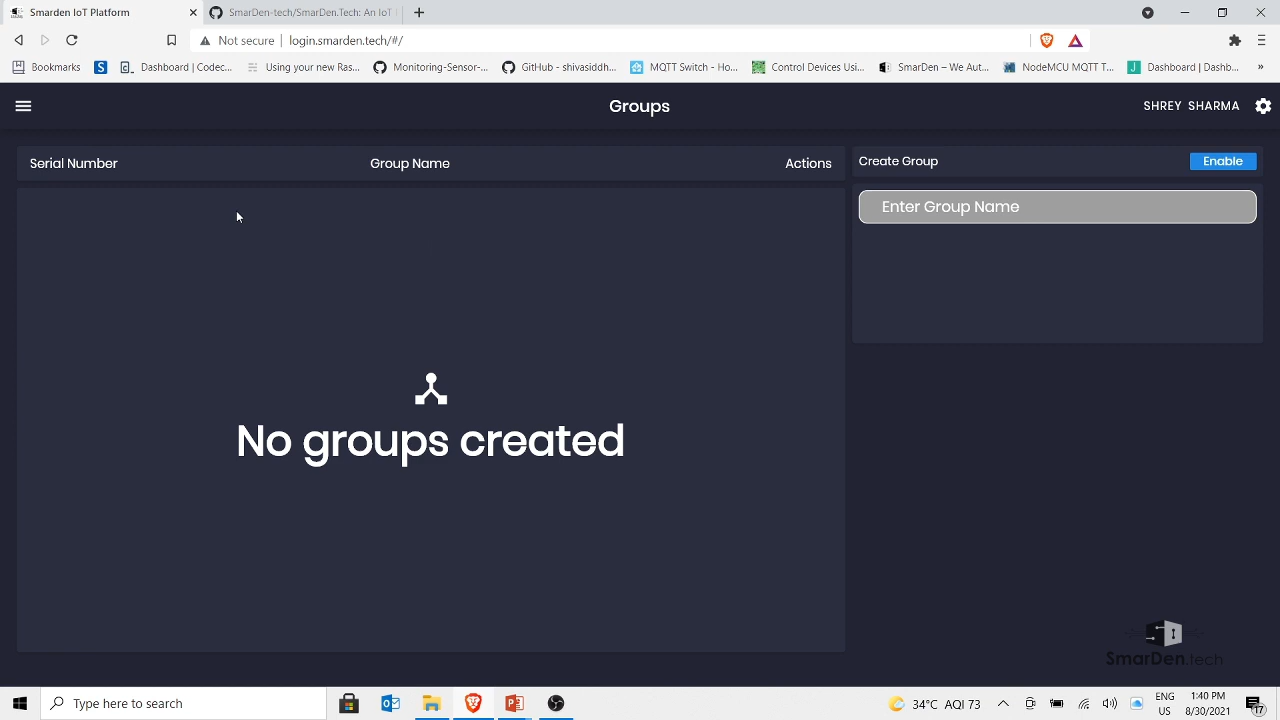 Smarden IoT Platform
SmarDen-tech/SmarDen.Tech: An IoT
Not secure
login.smarden.tech/#/
Bookmarks
S
Dashboard | Codec...
Using your new Ras...
Monitoring-Sensor-...
GitHub - shivasiddh...
MQTT Switch - Ho...
Control Devices Usi...
SmarDen – We Aut...
NodeMCU MQTT T...
J
Dashboard | Dashb...
»
Groups
SHREY SHARMA
Serial Number
Group Name
Actions
Create Group
Enable
Enter Group Name
No groups created
SmarDen.tech
Type here to search
34°C AQI 73
ENG
US
1:40 PM
8/30/2021
17